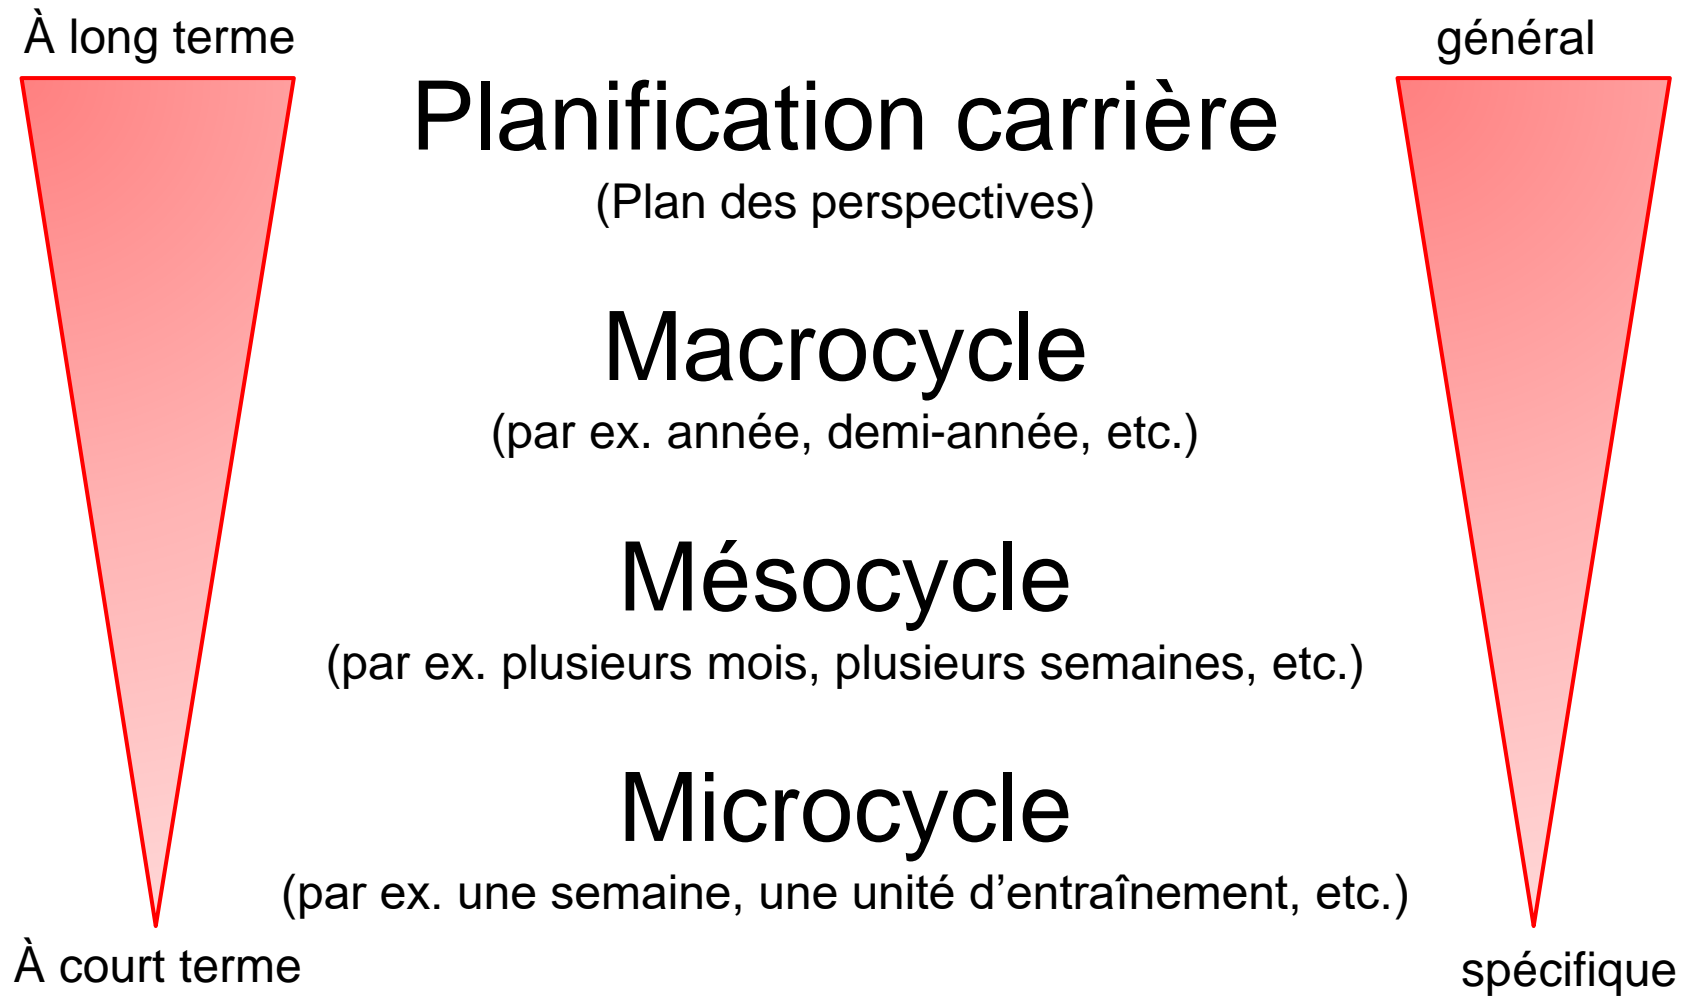 À long terme
général
Planification carrière
(Plan des perspectives)
Macrocycle
(par ex. année, demi-année, etc.)
Mésocycle
(par ex. plusieurs mois, plusieurs semaines, etc.)
Microcycle
(par ex. une semaine, une unité d’entraînement, etc.)
À court terme
spécifique